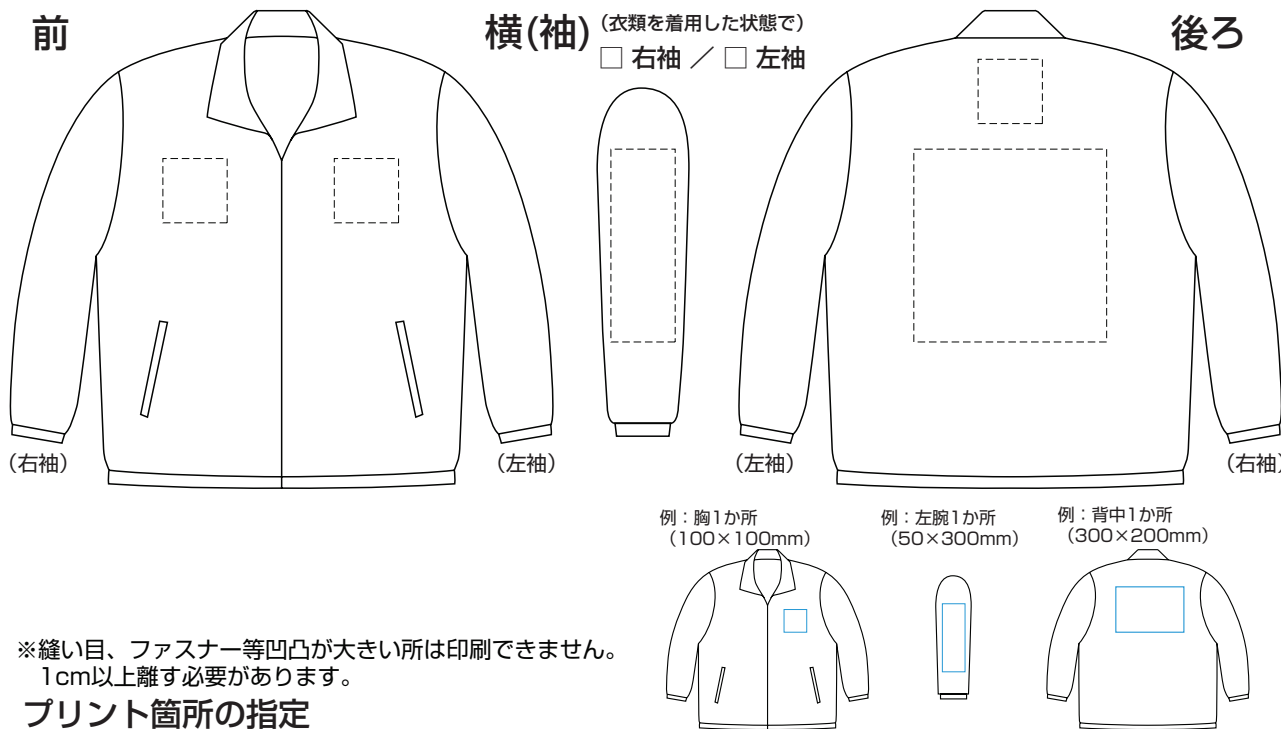 前
横(袖) (衣類を着用した状態で)
□ 右袖 ／ □ 左袖
後ろ
（右袖）
（左袖）
（左袖）
（右袖）
例：胸1か所
（100×100mm）
例：左腕1か所
（50×300mm）
例：背中1か所
（300×200mm）
※縫い目、ファスナー等凹凸が大きい所は印刷できません。
1cm以上離す必要があります。
プリント箇所の指定